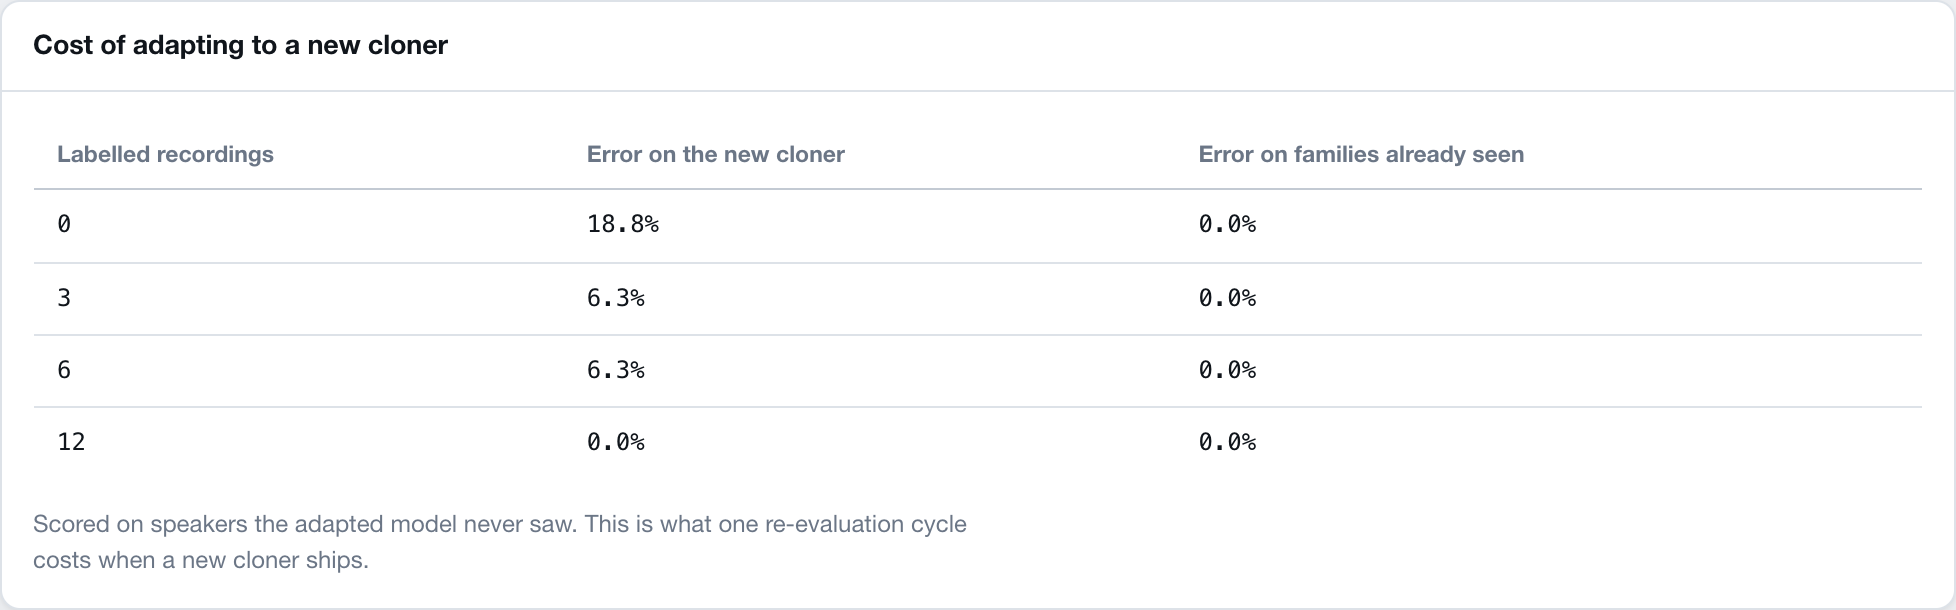 Cost of adapting to a new cloner
Labelled recordings Error on the new cloner Error on families already seen
0 18.8% 0.0%
3 6.3% 0.0%
6 6.3% 0.0%
12 0.0% 0.0%
Scored on speakers the adapted model never saw. This is what one re-evaluation cycle
costs when a new cloner ships.